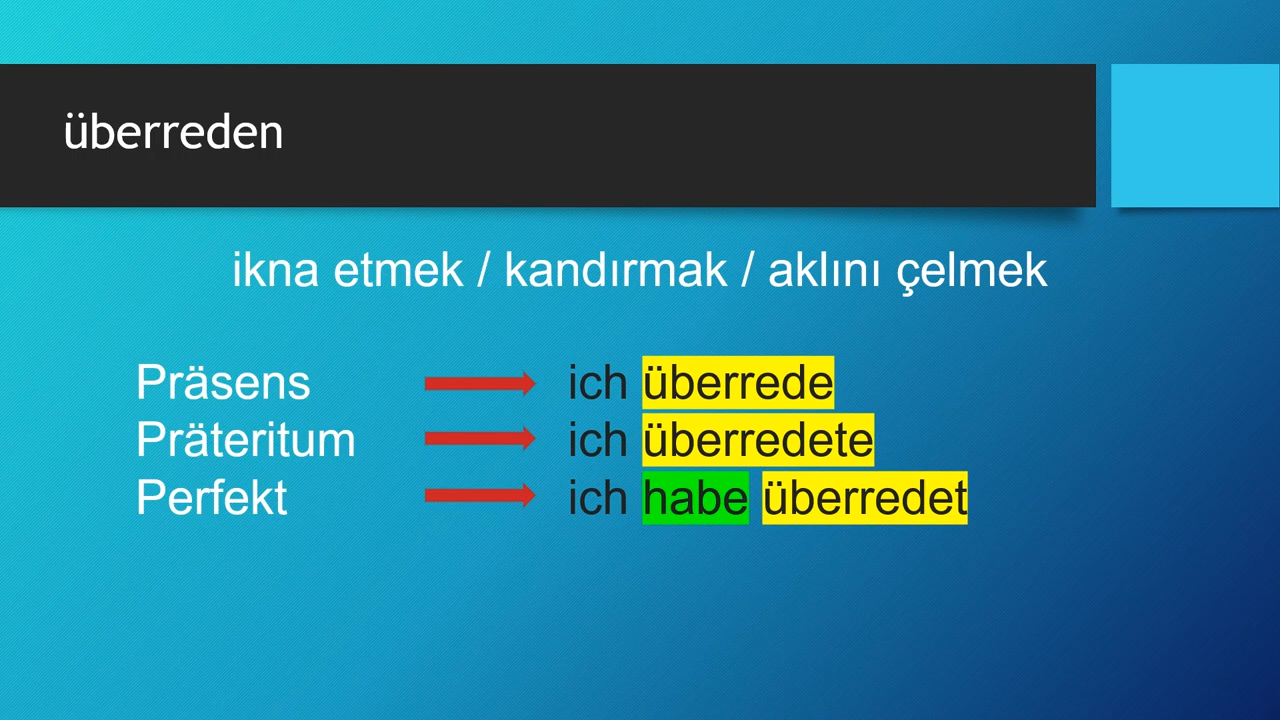 überreden
ikna etmek / kandırmak / aklını çelmek
Präsens ich überrede
Präteritum ich überredete
Perfekt ich habe überredet